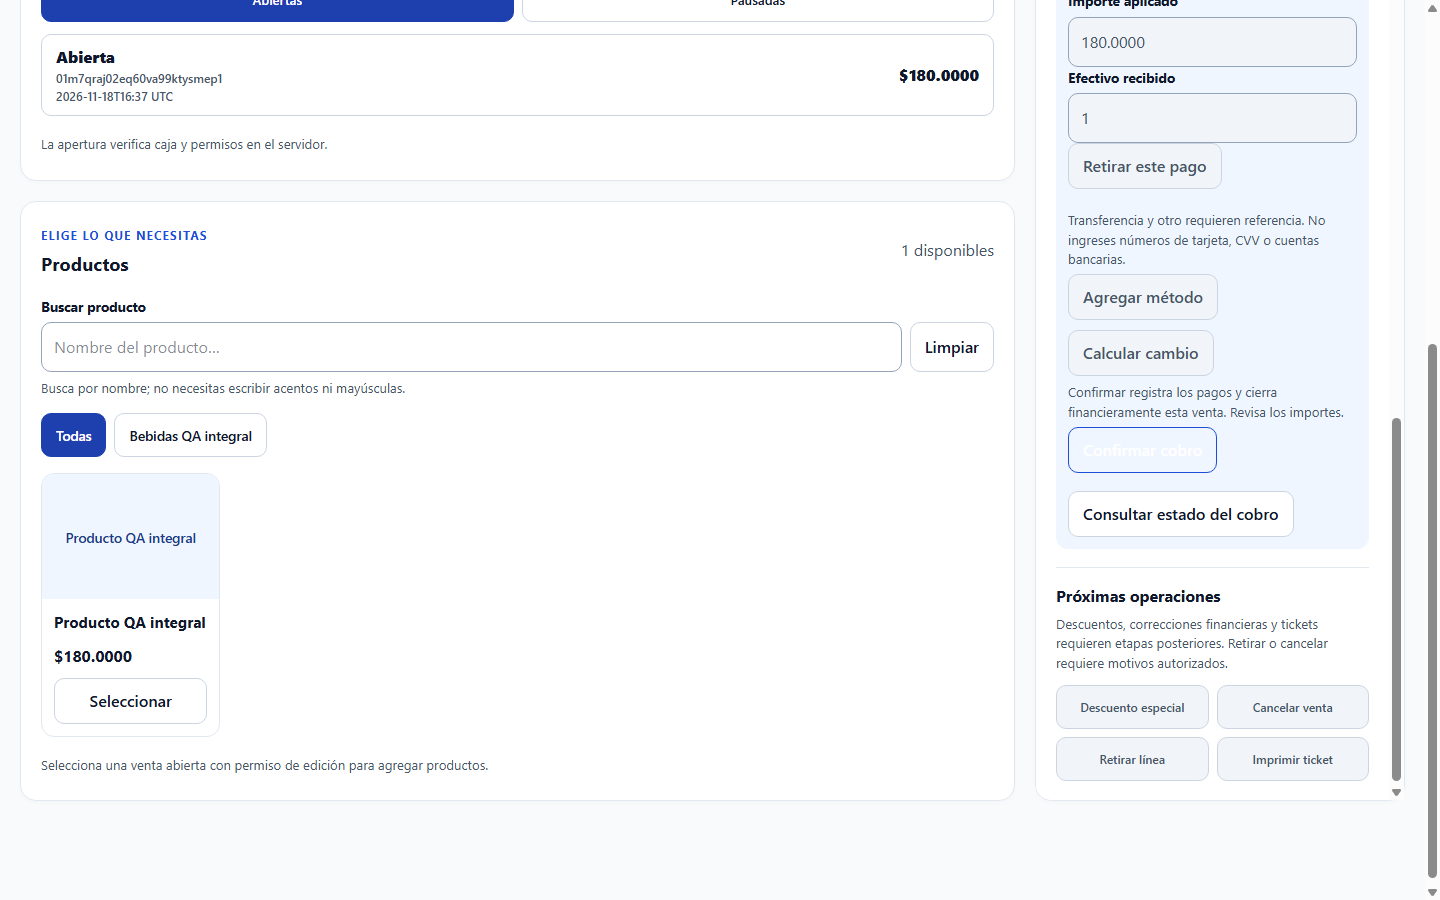 Abiertas
Pausadas
Abierta
01m7qraj02eq60va99ktysmep1
2026-11-18T16:37 UTC
$180.0000
La apertura verifica caja y permisos en el servidor.
ELIGE LO QUE NECESITAS
Productos
1 disponibles
Buscar producto
Nombre del producto...
Limpiar
Busca por nombre; no necesitas escribir acentos ni mayúsculas.
Todas
Bebidas QA integral
Producto QA integral
Producto QA integral
$180.0000
Seleccionar
Selecciona una venta abierta con permiso de edición para agregar productos.
Importe aplicado
180.0000
Efectivo recibido
1
Retirar este pago
Transferencia y otro requieren referencia. No
ingreses números de tarjeta, CVV o cuentas
bancarias.
Agregar método
Calcular cambio
Confirmar registra los pagos y cierra
financieramente esta venta. Revisa los importes.
Confirmar cobro
Consultar estado del cobro
Próximas operaciones
Descuentos, correcciones financieras y tickets
requieren etapas posteriores. Retirar o cancelar
requiere motivos autorizados.
Descuento especial
Cancelar venta
Retirar línea
Imprimir ticket